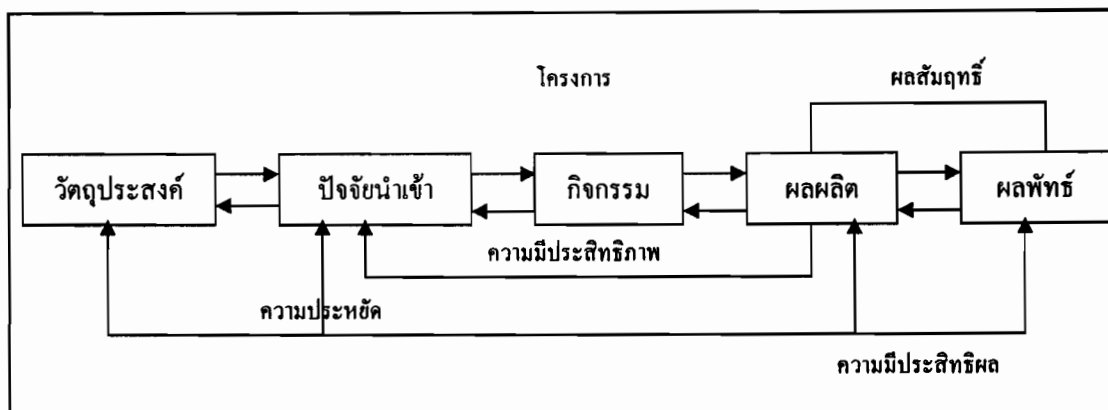 โครงการ
ผลสัมฤทธิ์
วัตถุประสงค์
ปัจจัยนำเข้า
กิจกรรม
ผลผลิต
ผลพัทธ์
ความมีประสิทธิภาพ
ความประหยัด
ความมีประสิทธิผล